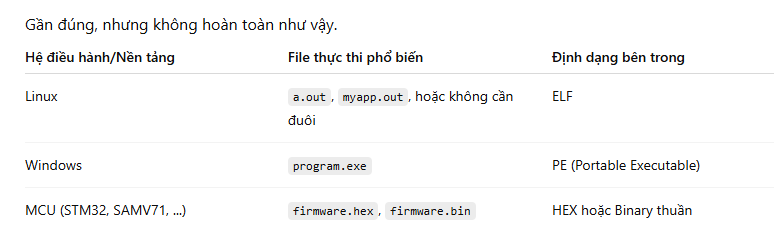 Gần đúng, nhưng không hoàn toàn như vậy.
Hệ điều hành/Nền tảng File thực thi phổ biến Định dạng bên trong
Linux a.out, myapp.out, hoặc không cần đuôi ELF
Windows program.exe PE (Portable Executable)
MCU (STM32, SAMV71, ...) firmware.hex, firmware.bin HEX hoặc Binary thuần